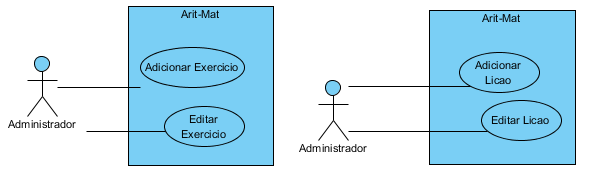 Arit-Mat
Adicionar Exercicio
Editar
Exercicio
Administrador
Arit-Mat
Adicionar
Licao
Editar Licao
Administrador